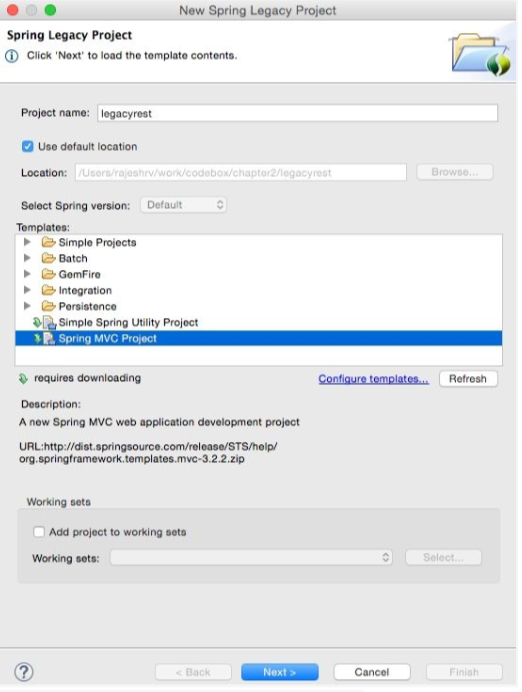 New Spring Legacy Project
Spring Legacy Project
Click 'Next' to load the template contents.
Project name: legacyrest
Use default location
Location: /Users/rajeshrv/work/codebox/chapter2/legacyrest Browse...
Select Spring version: Default
Templates:
Simple Projects
Batch
GemFire
Integration
Persistence
Simple Spring Utility Project
Spring MVC Project
requires downloading Configure templates... Refresh
Description:
A new Spring MVC web application development project
URL:http://dist.springsource.com/release/STS/help/
org.springframework.templates.mvc-3.2.2.zip
Working sets
Add project to working sets
Working sets: Select...
? < Back Next > Cancel Finish